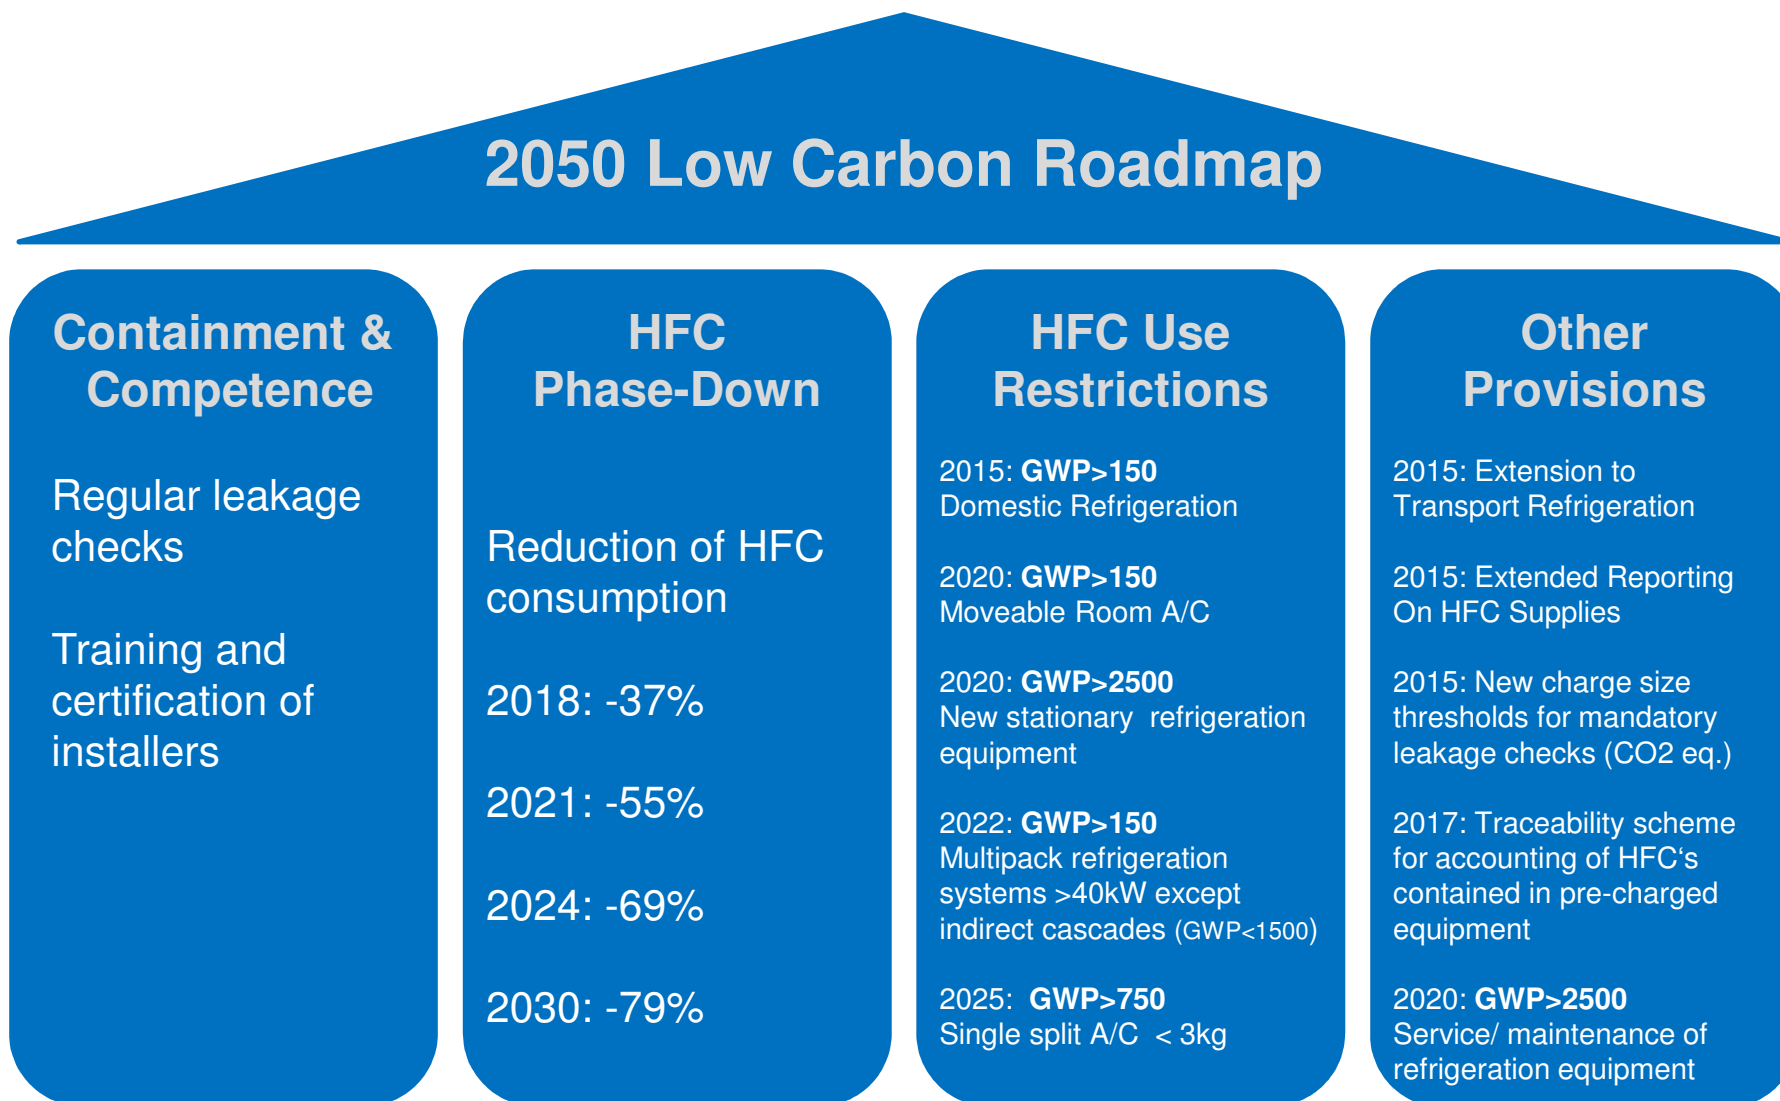 2050 Low Carbon Roadmap
Containment &
Competence
Regular leakage
checks
Training and
certification of
installers
HFC
Phase-Down
Reduction of HFC
consumption
2018: -37%
2021: -55%
2024: -69%
2030: -79%
HFC Use
Restrictions
2015: GWP>150
Domestic Refrigeration
2020: GWP>150
Moveable Room A/C
2020: GWP>2500
New stationary refrigeration
equipment
2022: GWP>150
Multipack refrigeration
systems >40kW except
indirect cascades (GWP<1500)
2025: GWP>750
Single split A/C < 3kg
Other
Provisions
2015: Extension to
Transport Refrigeration
2015: Extended Reporting
On HFC Supplies
2015: New charge size
thresholds for mandatory
leakage checks (CO2 eq.)
2017: Traceability scheme
for accounting of HFC‘s
contained in pre-charged
equipment
2020: GWP>2500
Service/ maintenance of
refrigeration equipment